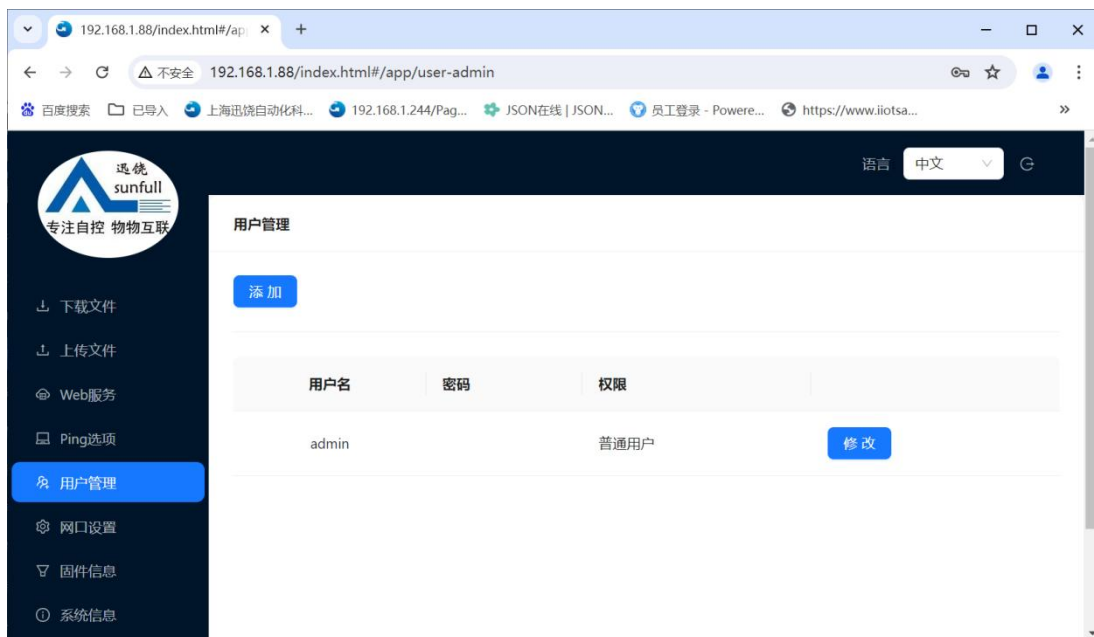 192.168.1.88/index.html#/ap
不安全 192.168.1.88/index.html#/app/user-admin
百度搜索 已导入 上海迅饶自动化科... 192.168.1.244/Pag... JSON在线 | JSON... 员工登录 - Powere... https://www.iiotsa...
迅饶
sunfull
专注自控 物物互联
语言 中文
用户管理
添 加
下载文件
上传文件
Web服务
Ping选项
用户管理
网口设置
固件信息
系统信息
用户名 密码 权限
admin 普通用户 修 改